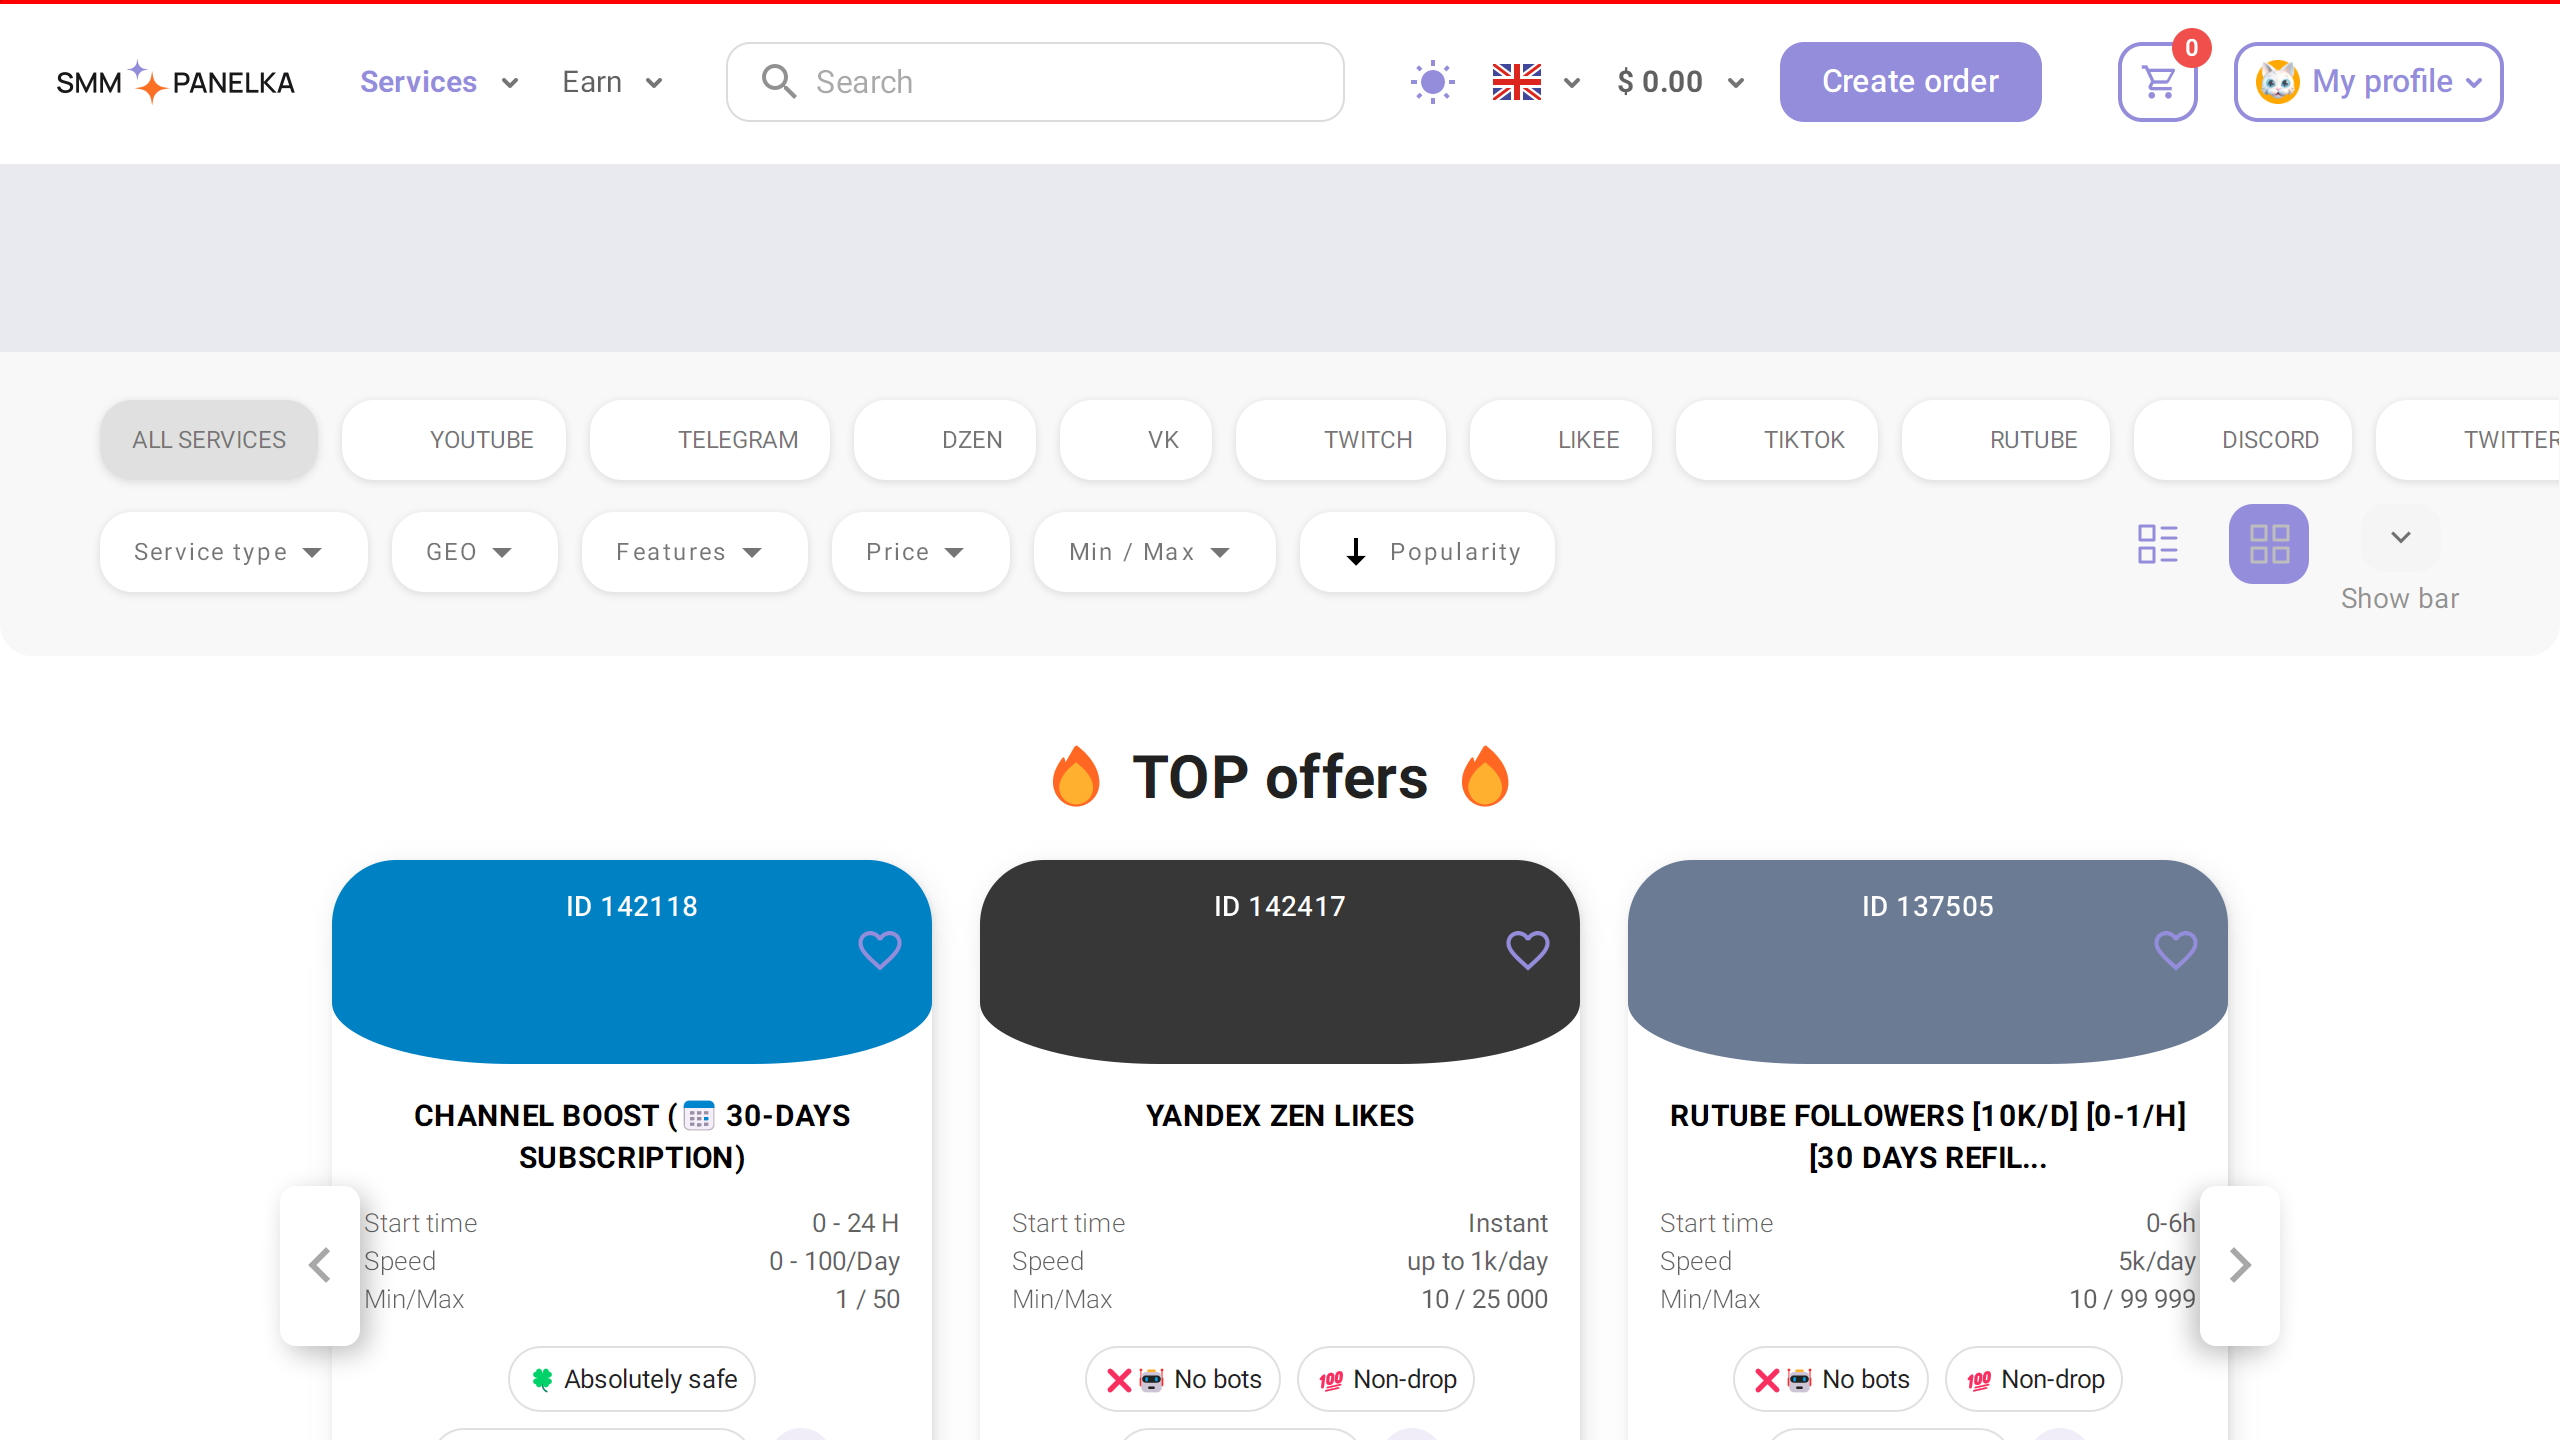 SMM PANELKA Services Earn Search $ 0.00 Create order 0 My profile
ALL SERVICES YOUTUBE TELEGRAM DZEN VK TWITCH LIKEE TIKTOK RUTUBE DISCORD TWITTER
Service type GEO Features Price Min / Max Popularity
Show bar
TOP offers
ID 142118
CHANNEL BOOST (📅 30-DAYS
SUBSCRIPTION)
Start time 0 - 24 H
Speed 0 - 100/Day
Min/Max 1 / 50
Absolutely safe
ID 142417
YANDEX ZEN LIKES
Start time Instant
Speed up to 1k/day
Min/Max 10 / 25 000
No bots Non-drop
ID 137505
RUTUBE FOLLOWERS [10K/D] [0-1/H]
[30 DAYS REFIL...
Start time 0-6h
Speed 5k/day
Min/Max 10 / 99 999
No bots Non-drop